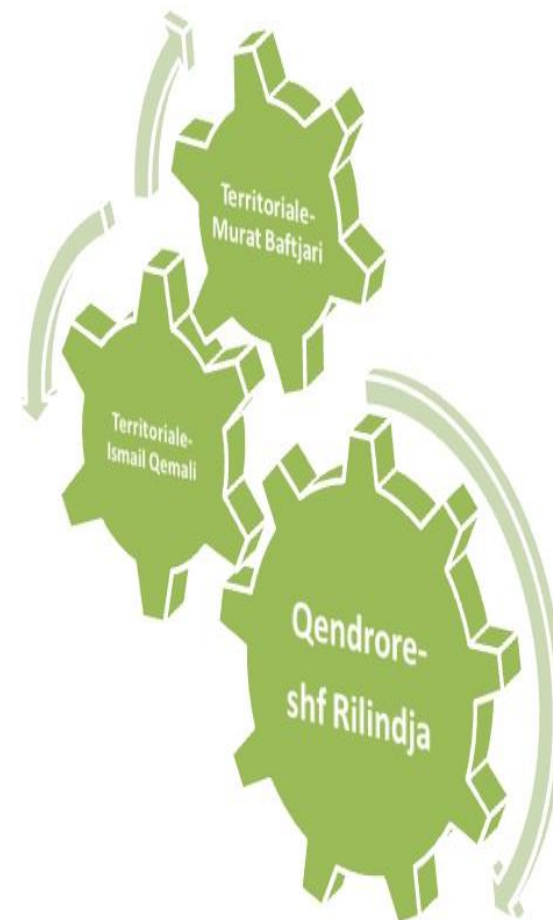 Territoriale-
Murat Baftjari
Territoriale-
Ismail Qemali
Qendrore-
shf Rilindja